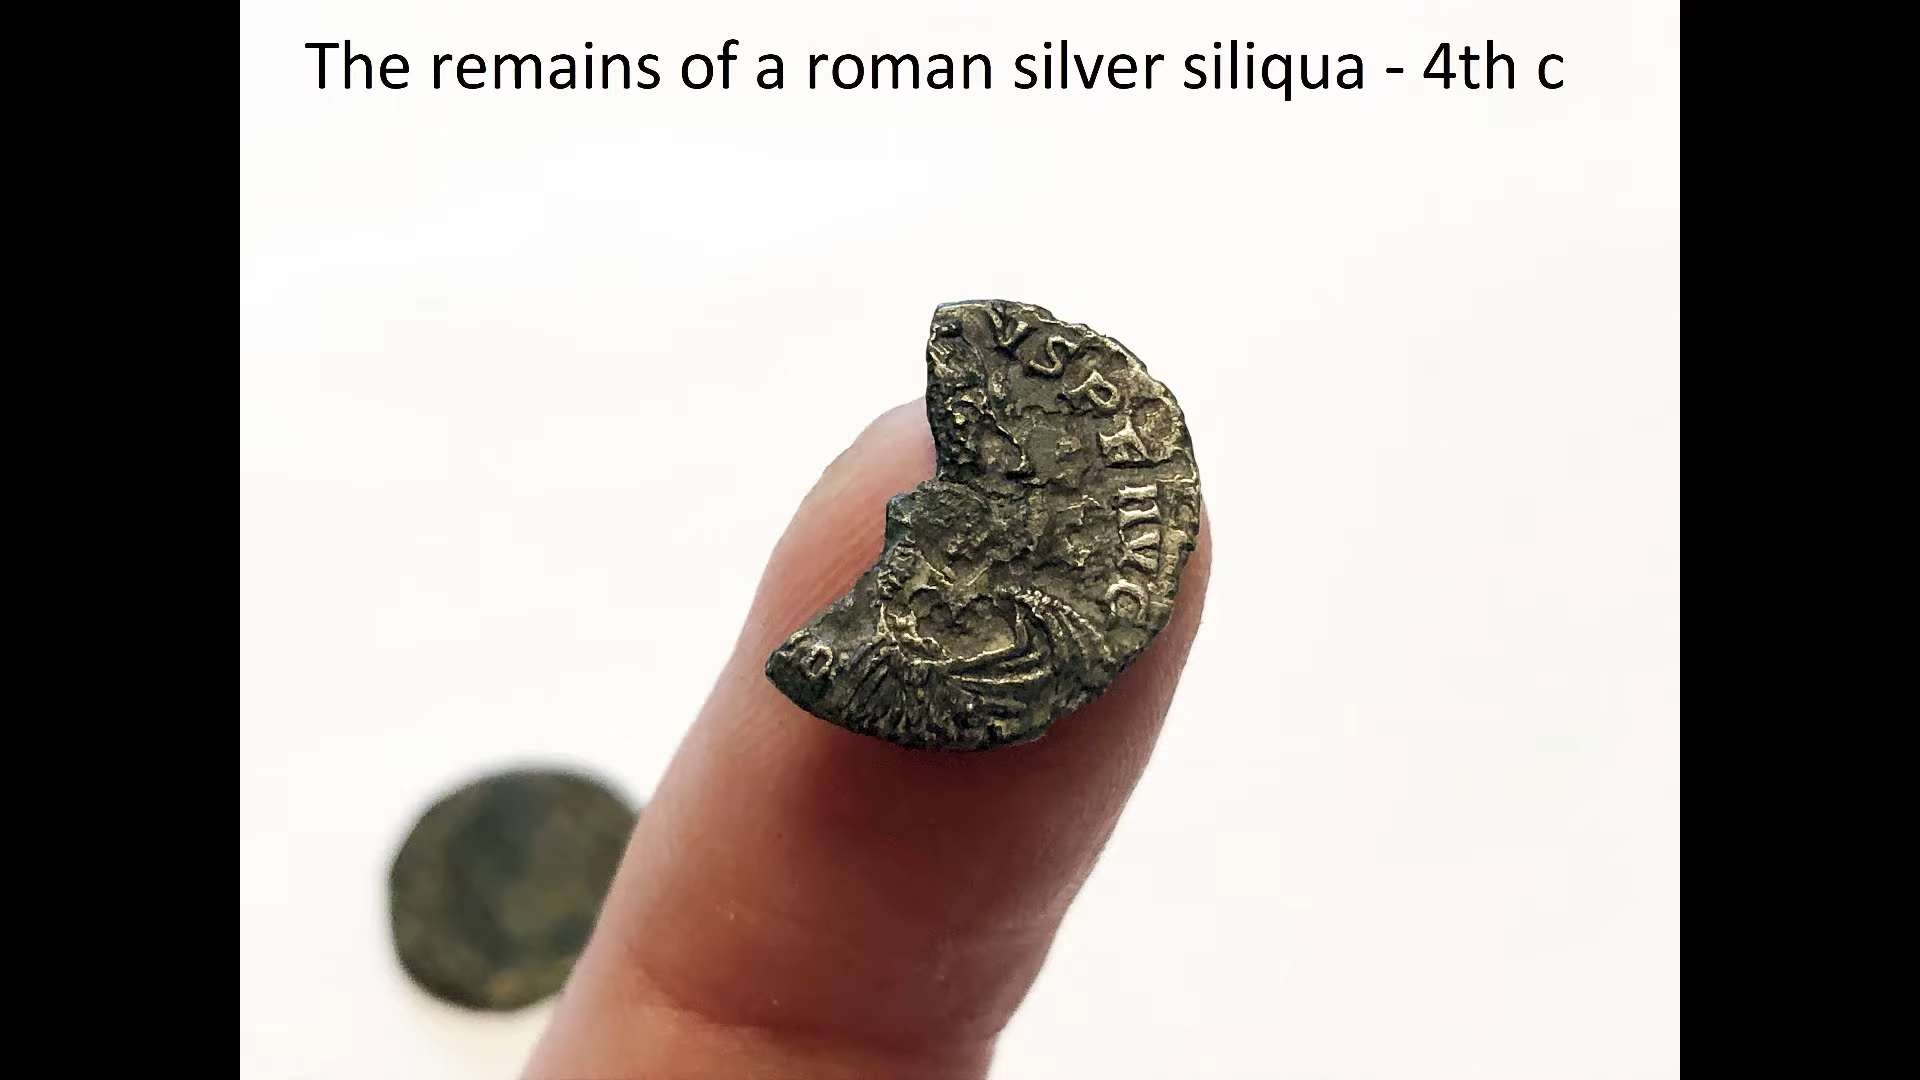 The remains of a roman silver siliqua - 4th c
VSPFAVG
D